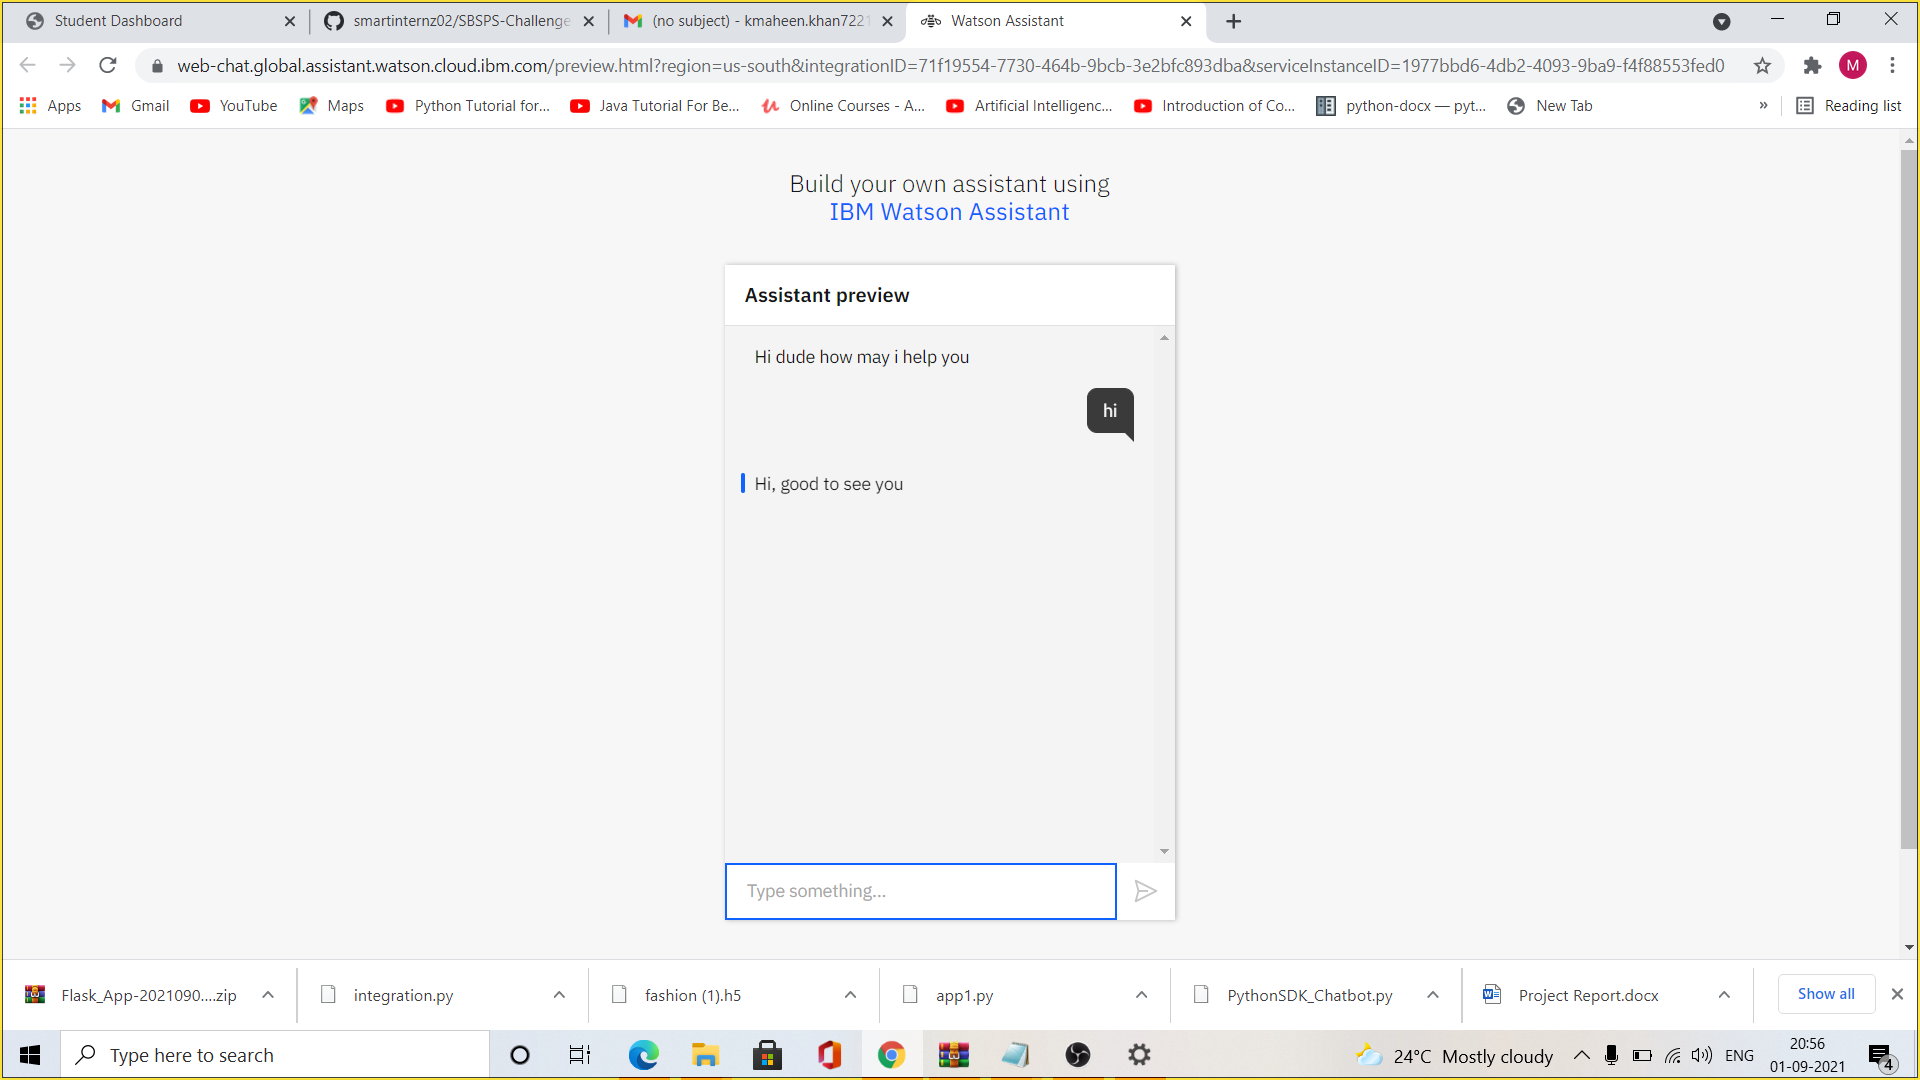 Student Dashboard
smartinternz02/SBSPS-Challenge
(no subject) - kmaheen.khan7221
Watson Assistant
web-chat.global.assistant.watson.cloud.ibm.com/preview.html?region=us-south&integrationID=71f19554-7730-464b-9bcb-3e2bfc893dba&serviceInstanceID=1977bbd6-4db2-4093-9ba9-f4f88553fed0
M
Apps
Gmail
YouTube
Maps
Python Tutorial for...
Java Tutorial For Be...
Online Courses - A...
Artificial Intelligenc...
Introduction of Co...
python-docx — pyt...
New Tab
»
Reading list
Build your own assistant using
IBM Watson Assistant
Assistant preview
Hi dude how may i help you
hi
Hi, good to see you
Type something...
Flask_App-2021090....zip
integration.py
fashion (1).h5
app1.py
PythonSDK_Chatbot.py
Project Report.docx
Show all
Type here to search
24°C Mostly cloudy
ENG
20:56
01-09-2021
4